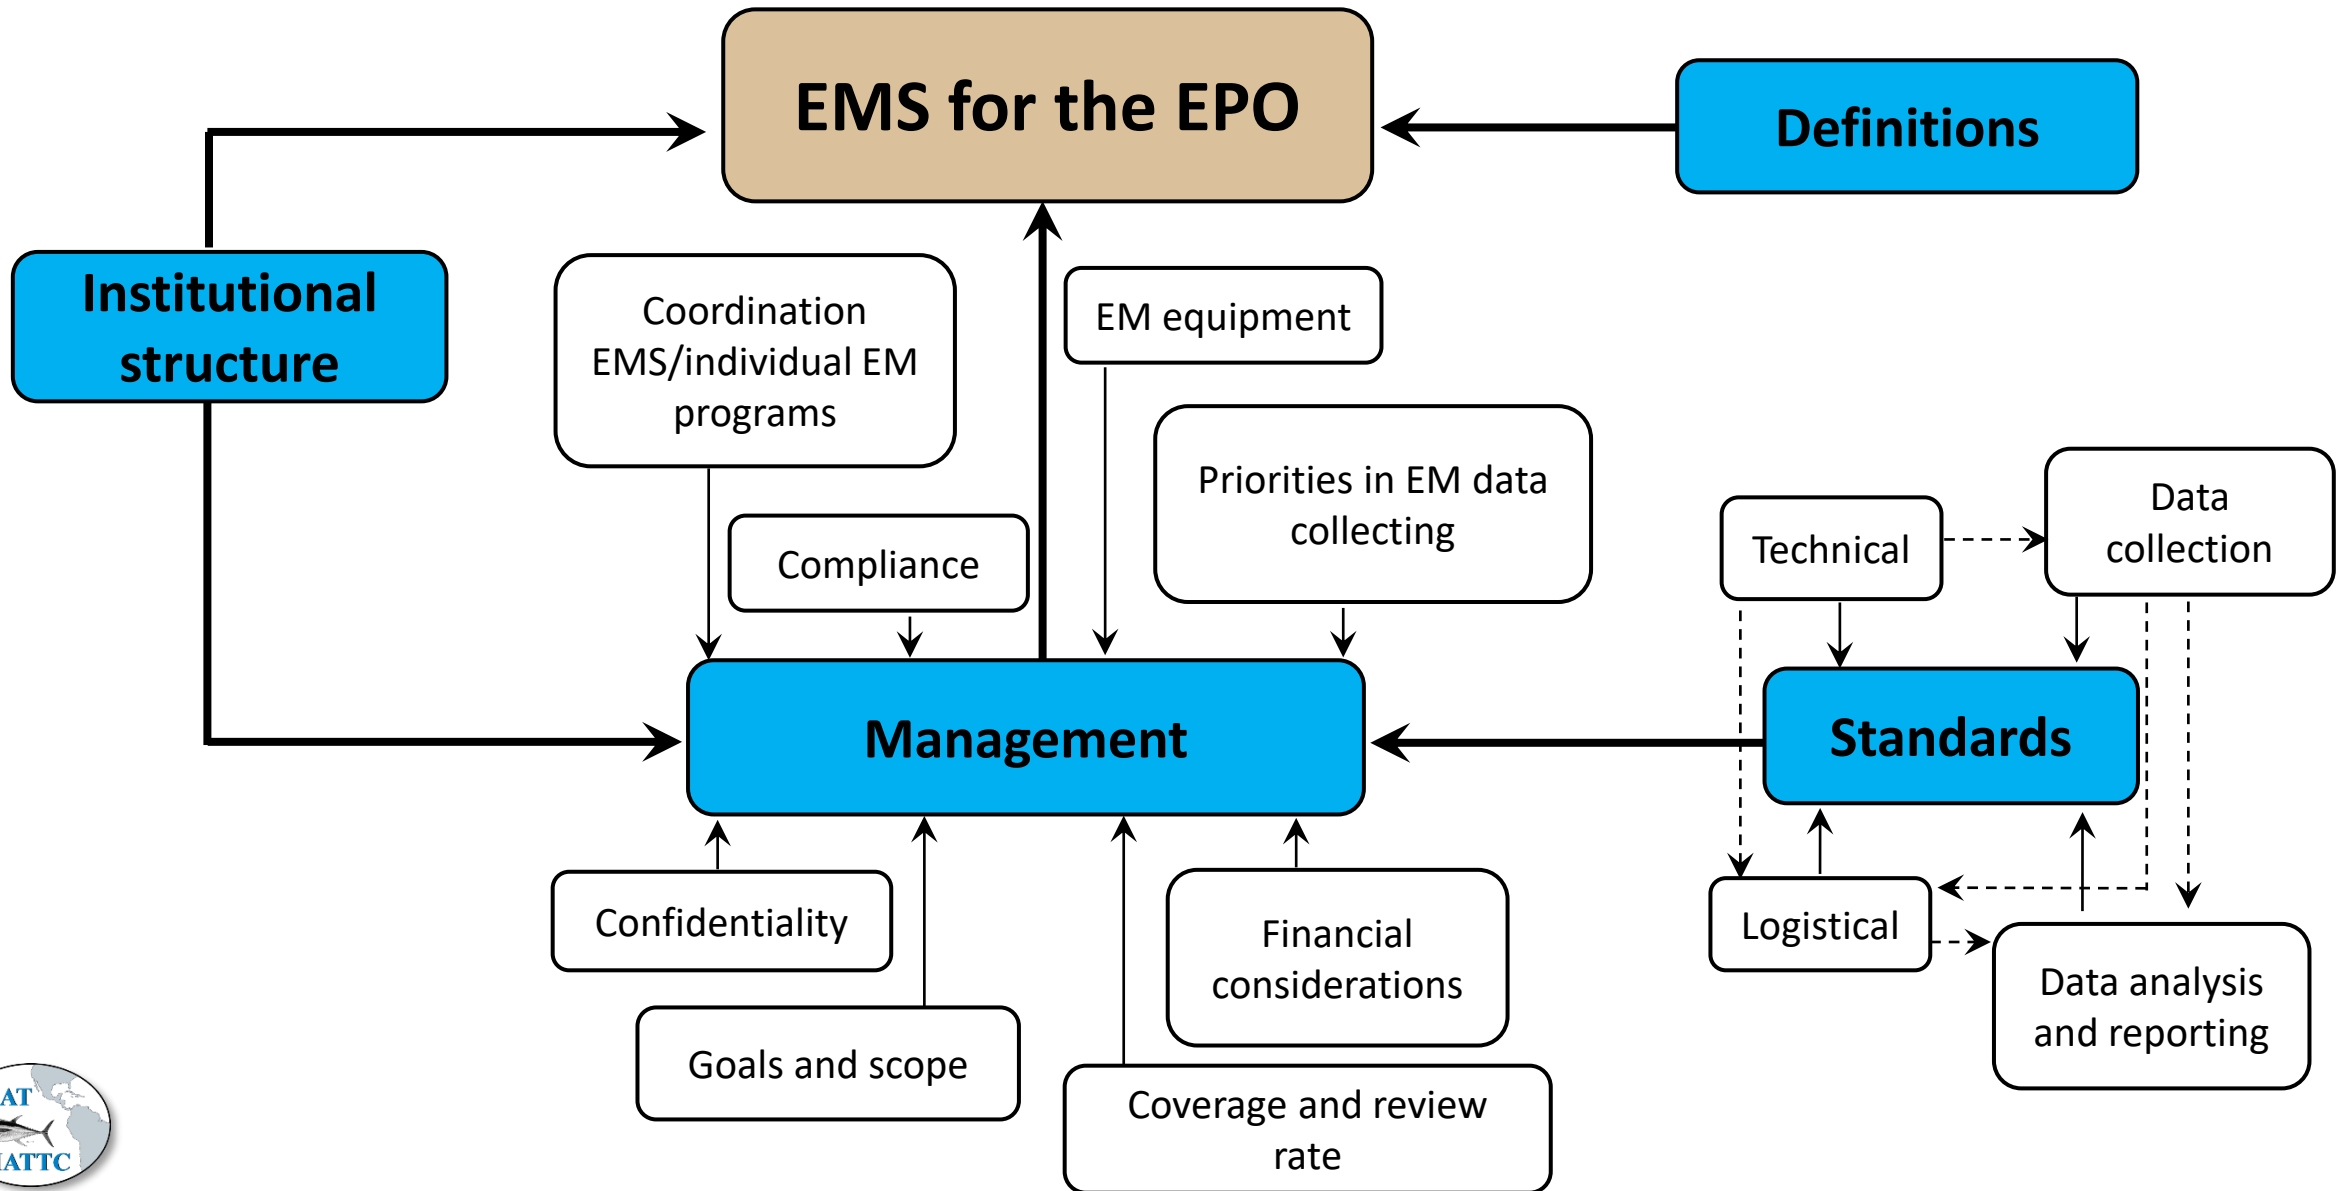 EMS for the EPO
Definitions
Institutional
structure
Coordination
EMS/individual EM
programs
EM equipment
Compliance
Priorities in EM data
collecting
Technical
Data
collection
Management
Standards
Confidentiality
Goals and scope
Coverage and review
rate
Financial
considerations
Logistical
Data analysis
and reporting
AT
IATTC